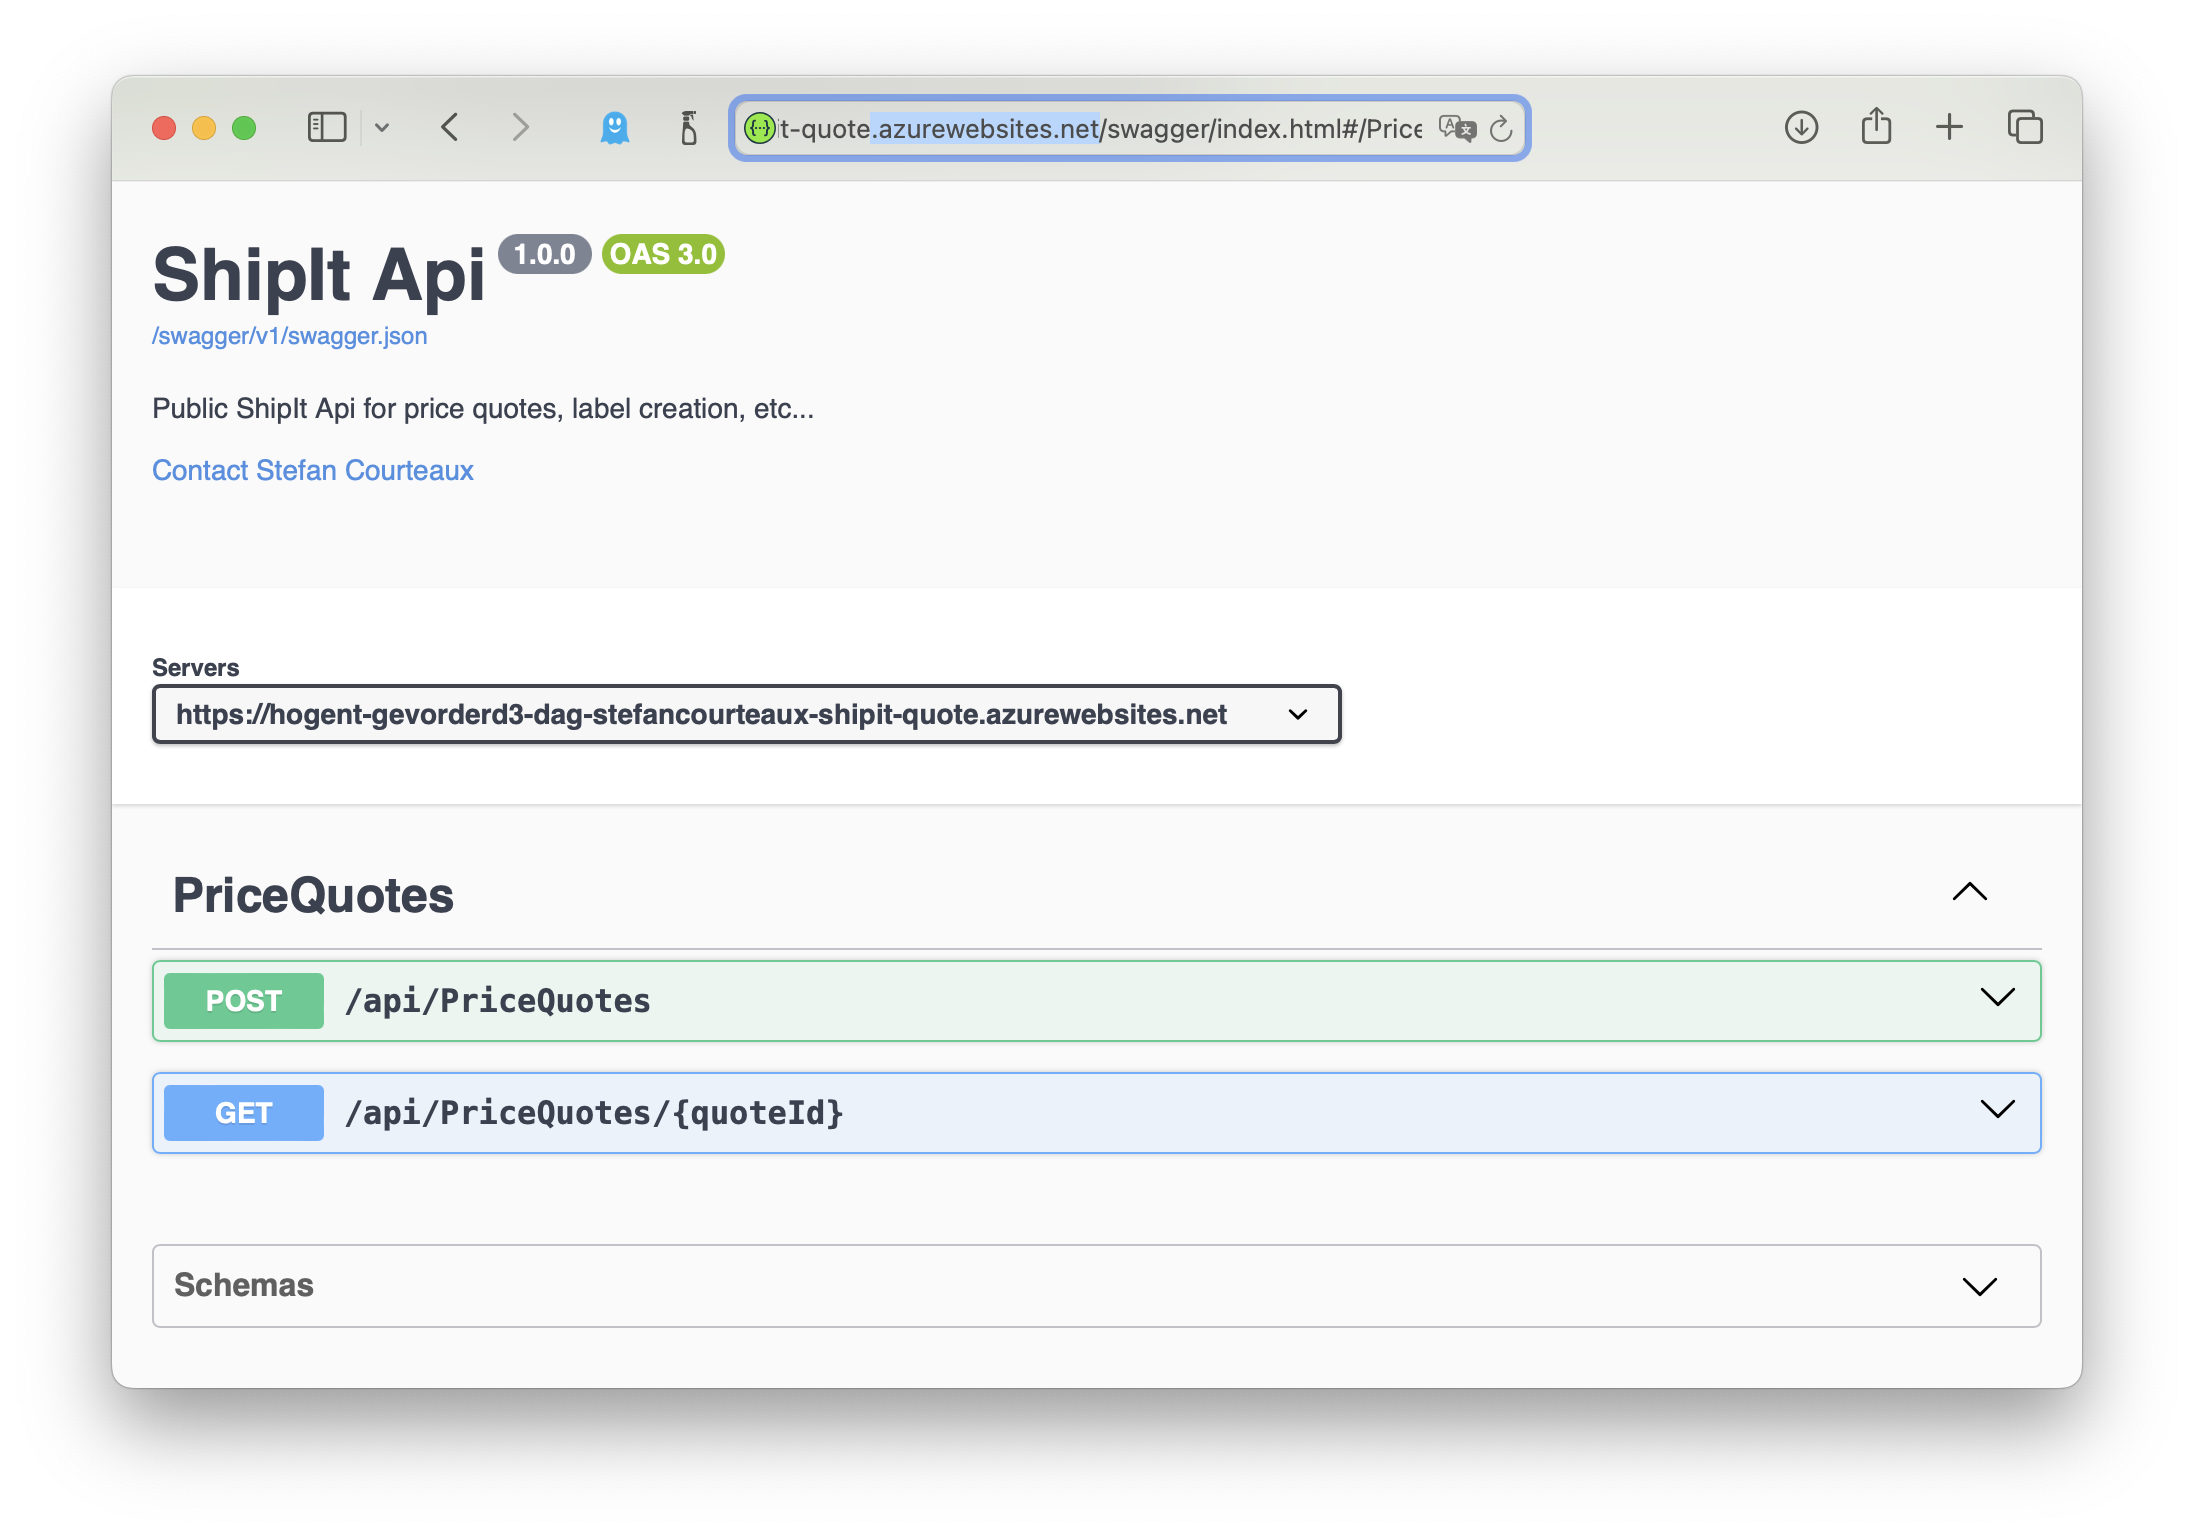 it-quote.azurewebsites.net/swagger/index.html#/Price
ShipIt Api 1.0.0 OAS 3.0
/swagger/v1/swagger.json
Public ShipIt Api for price quotes, label creation, etc...
Contact Stefan Courteaux
Servers
https://hogent-gevorderd3-dag-stefancourteaux-shipit-quote.azurewebsites.net
PriceQuotes
POST /api/PriceQuotes
GET /api/PriceQuotes/{quoteId}
Schemas